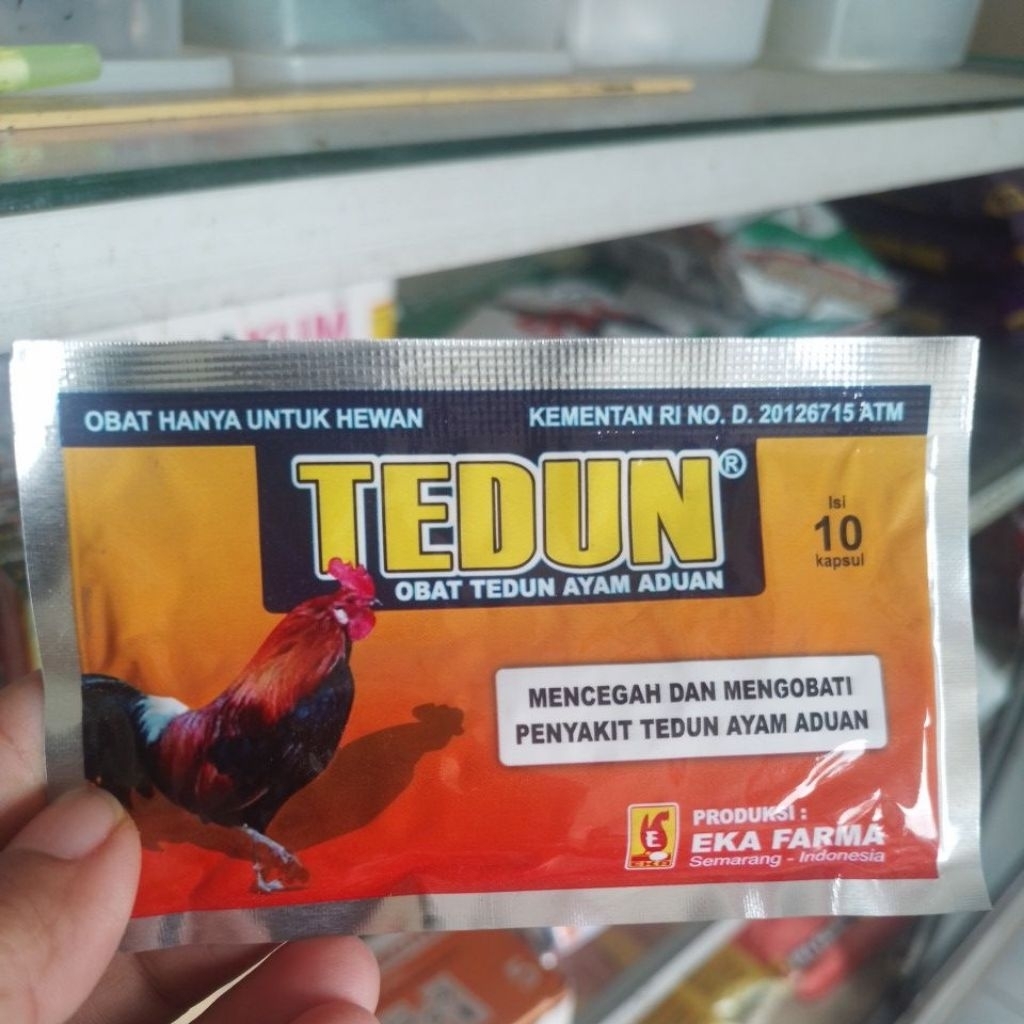 OBAT HANYA UNTUK HEWAN
KEMENTAN RI NO. D. 20126715 ATM
TEDUN®
OBAT TEDUN AYAM ADUAN
Isi
10
kapsul
MENCEGAH DAN MENGOBATI
PENYAKIT TEDUN AYAM ADUAN
PRODUKSI :
EKA FARMA
Semarang - Indonesia
E
EKA